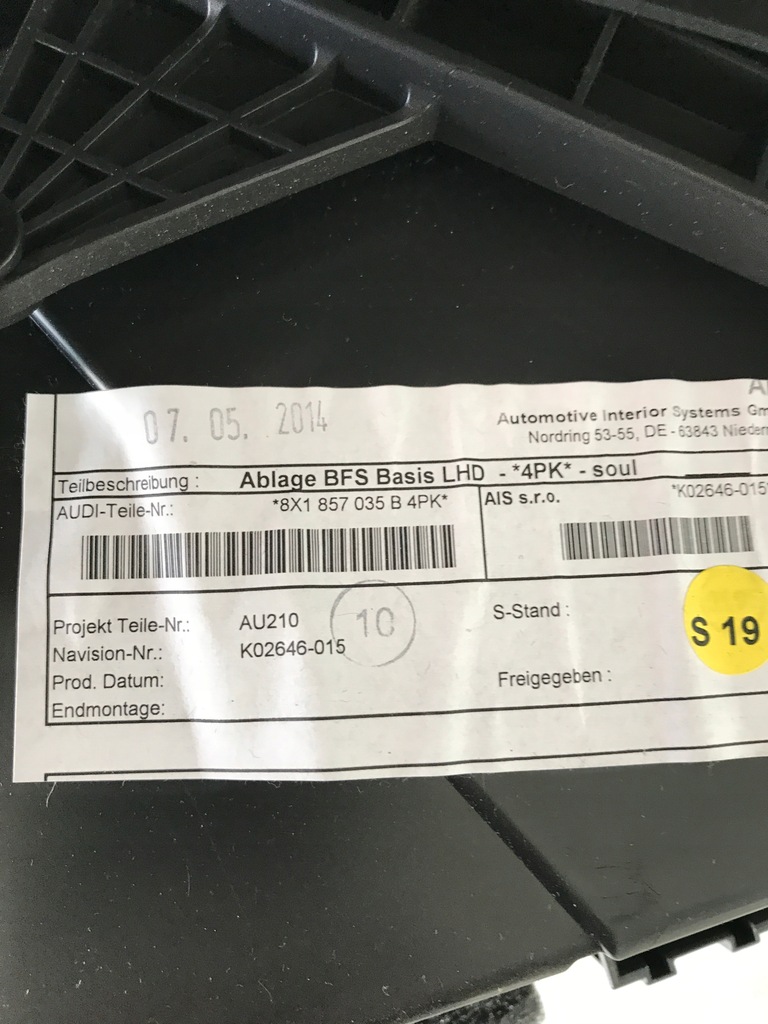 07. 05. 2014
Automotive Interior Systems
Nordring 53-55, DE - 63843
Teilbeschreibung : Ablage BFS Basis LHD - *4PK* - soul
AUDI-Teile-Nr.: *8X1 857 035 B 4PK* AIS s.r.o. *K02646-015*
Projekt Teile-Nr.: AU210 10 S-Stand :
Navision-Nr.: K02646-015
S 19
Prod. Datum: Freigegeben :
Endmontage: